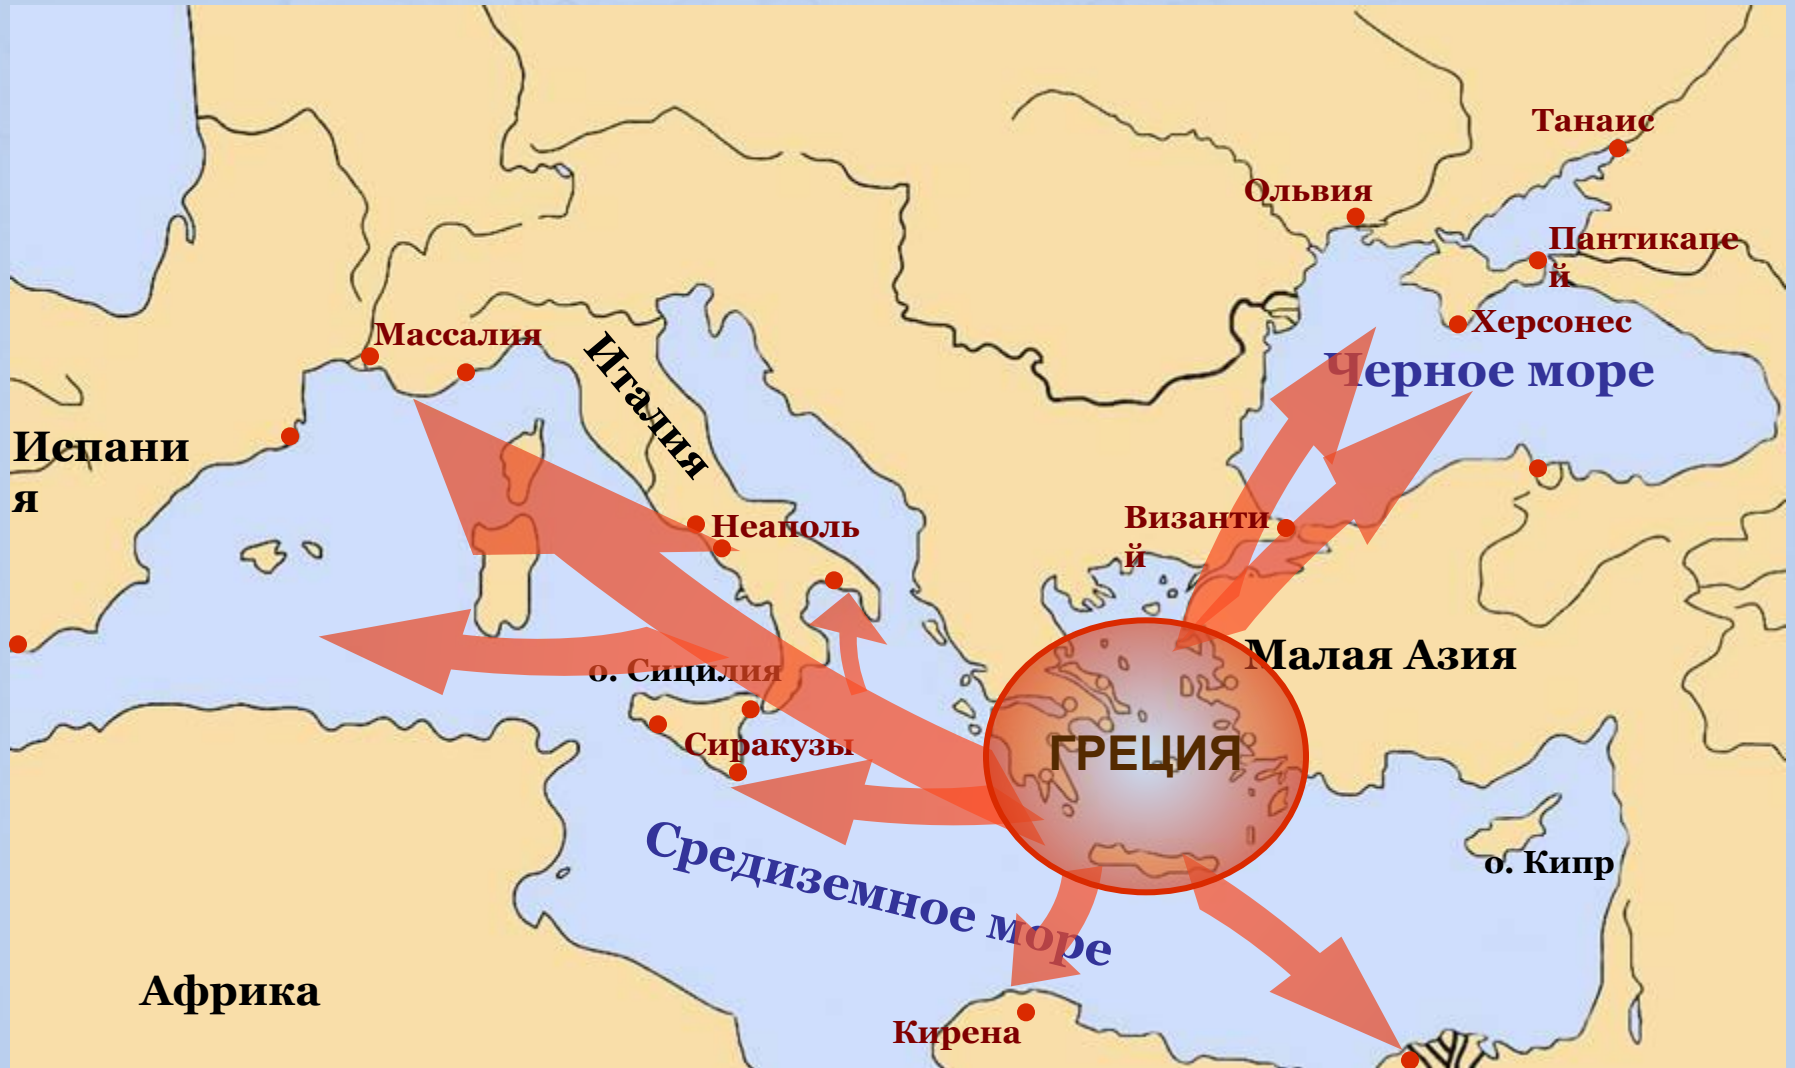 Танаис
Ольвия
Пантикапе
й
Херсонес
Черное море
Массалия
Италия
Испани
я
Неаполь
Византи
й
Малая Азия
о. Сицилия
Сиракузы
ГРЕЦИЯ
Средиземное море
о. Кипр
Африка
Кирена